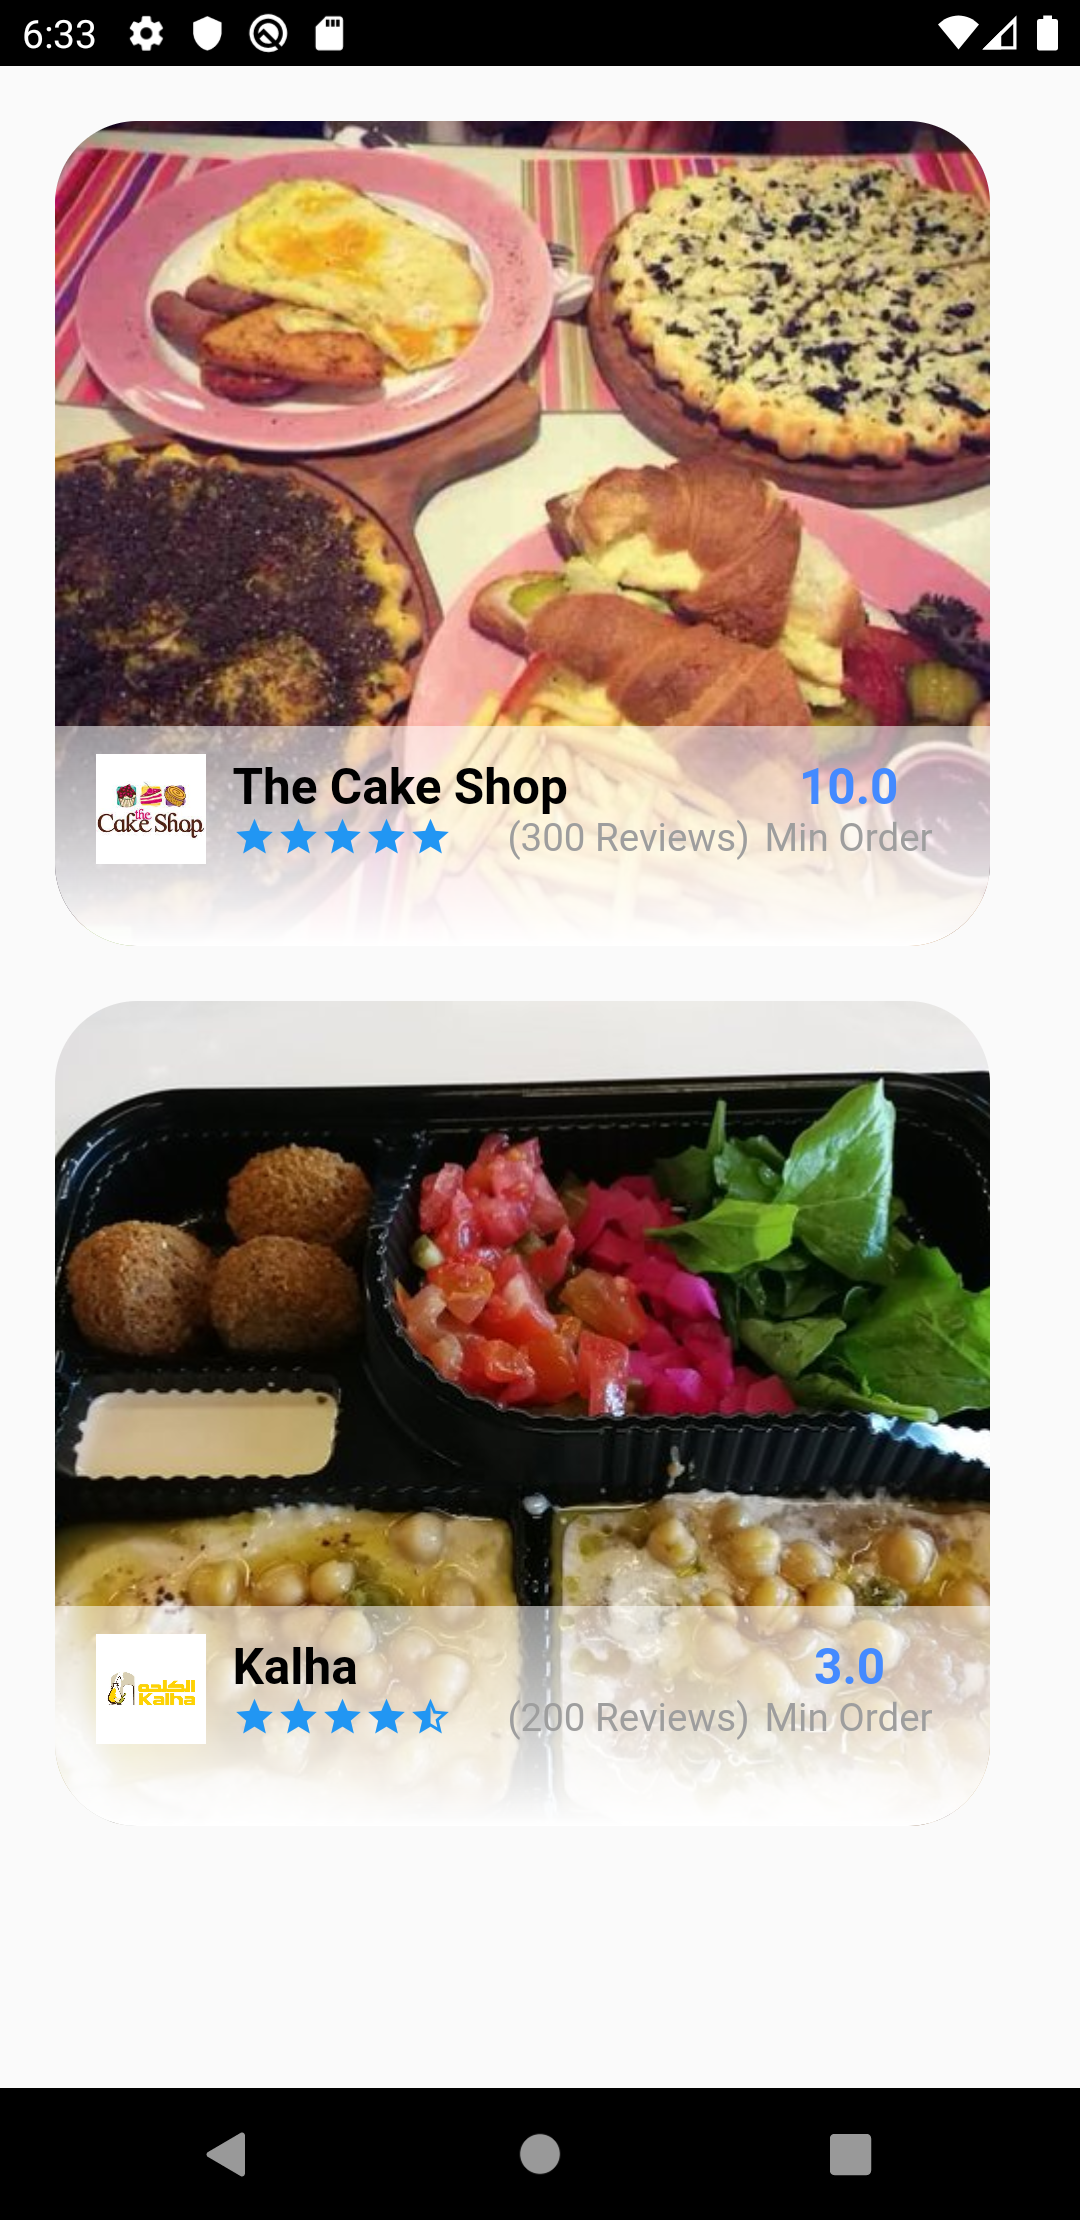 6:33
the
Cake Shop
The Cake Shop
10.0
(300 Reviews) Min Order
الكلحه
Kalha
Kalha
3.0
(200 Reviews) Min Order